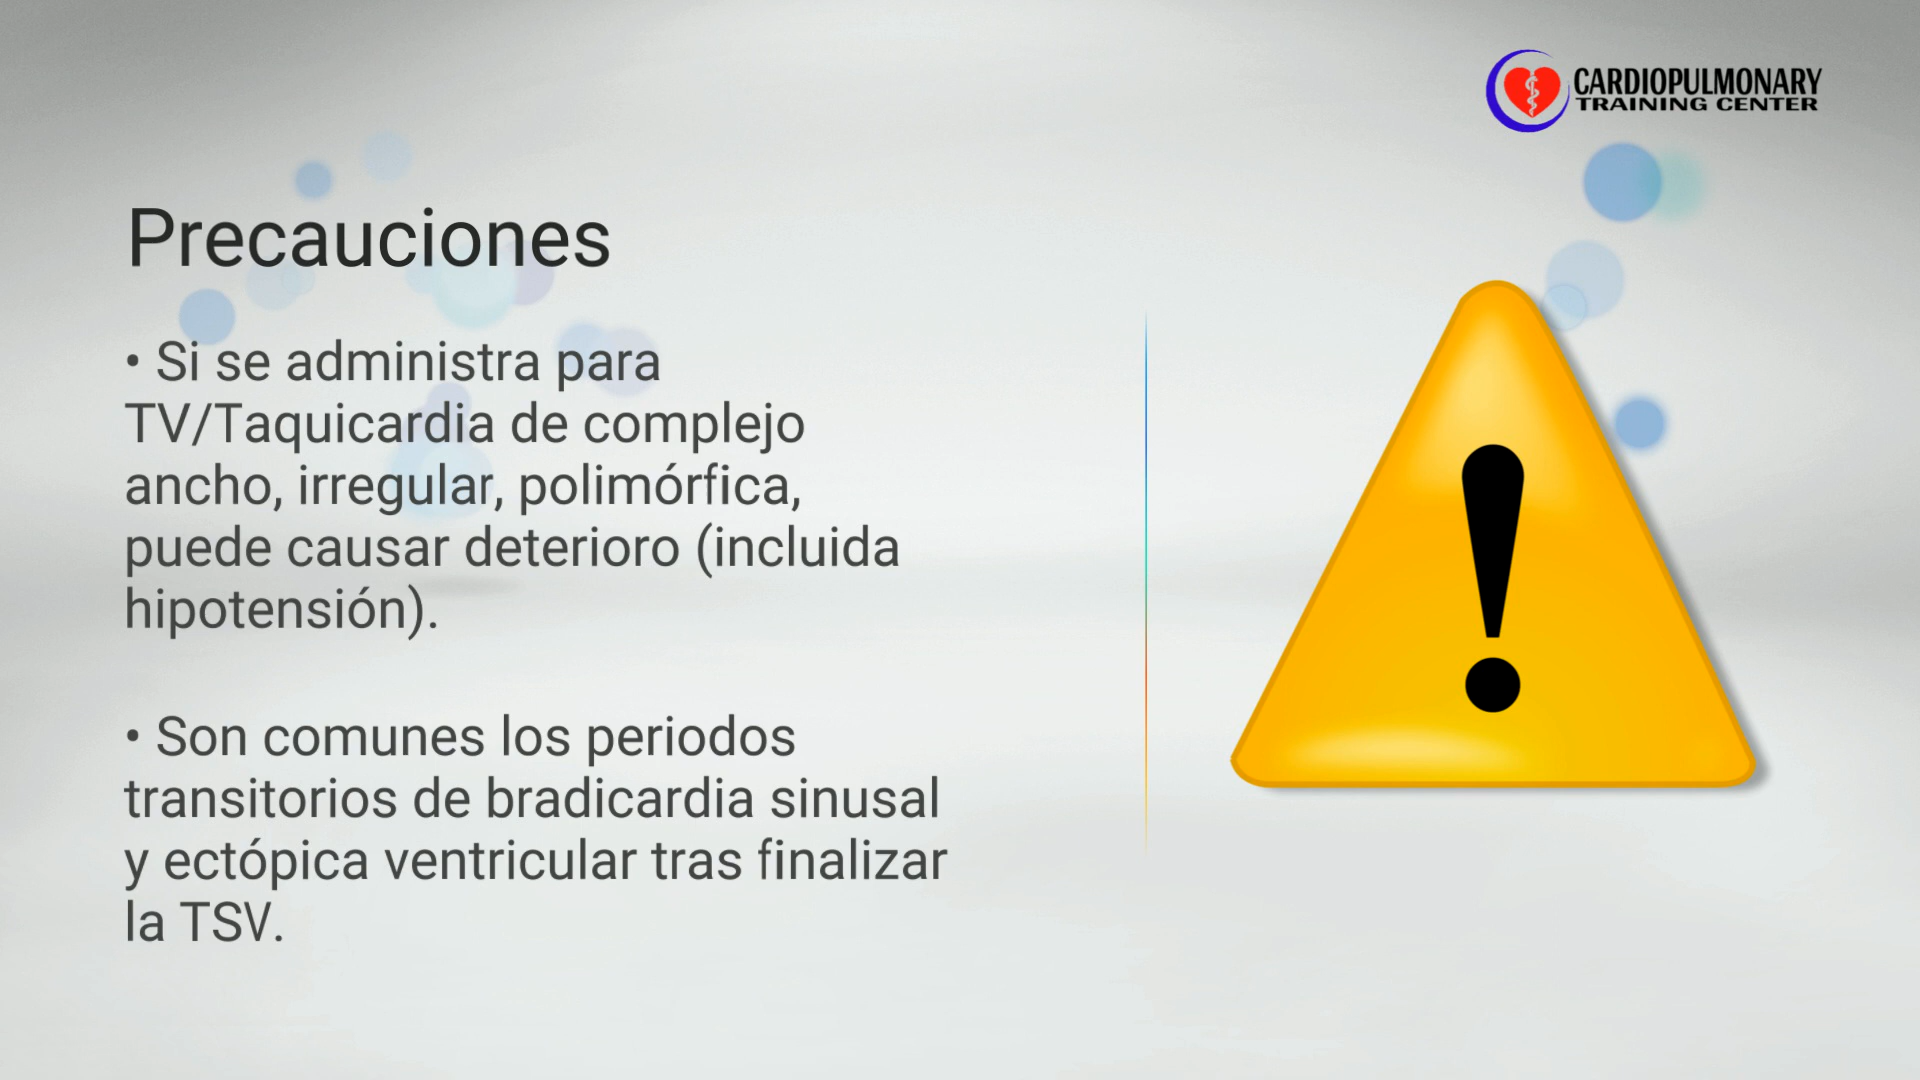 CARDIOPULMONARY
TRAINING CENTER
Precauciones
• Si se administra para
TV/Taquicardia de complejo
ancho, irregular, polimórfica,
puede causar deterioro (incluida
hipotensión).
• Son comunes los periodos
transitorios de bradicardia sinusal
y ectópica ventricular tras finalizar
la TSV.